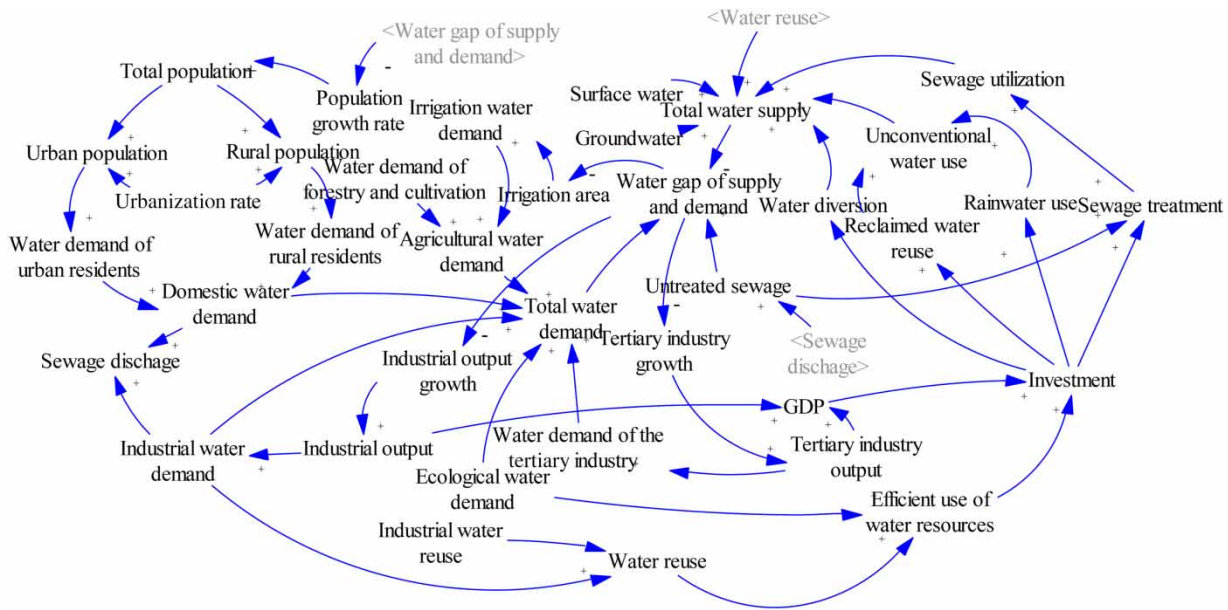 <Water reuse>
<Water gap of supply
and demand>
Total population
Sewage utilization
Population
growth rate
Surface water
Irrigation water
demand
Total water supply
Unconventional
water use
Groundwater
Urban population
Rural population
Water demand of
forestry and cultivation
Irrigation area
Water gap of supply
and demand
Urbanization rate
Water diversion
Rainwater use
Sewage treatment
Reclaimed water
reuse
Water demand of
urban residents
Water demand of
rural residents
Agricultural water
demand
Untreated sewage
Domestic water
demand
Total water
demand
Tertiary industry
growth
<Sewage
dischage>
Sewage dischage
Industrial output
growth
Investment
GDP
Industrial water
demand
Industrial output
Water demand of the
tertiary industry
Tertiary industry
output
Ecological water
demand
Efficient use of
water resources
Industrial water
reuse
Water reuse